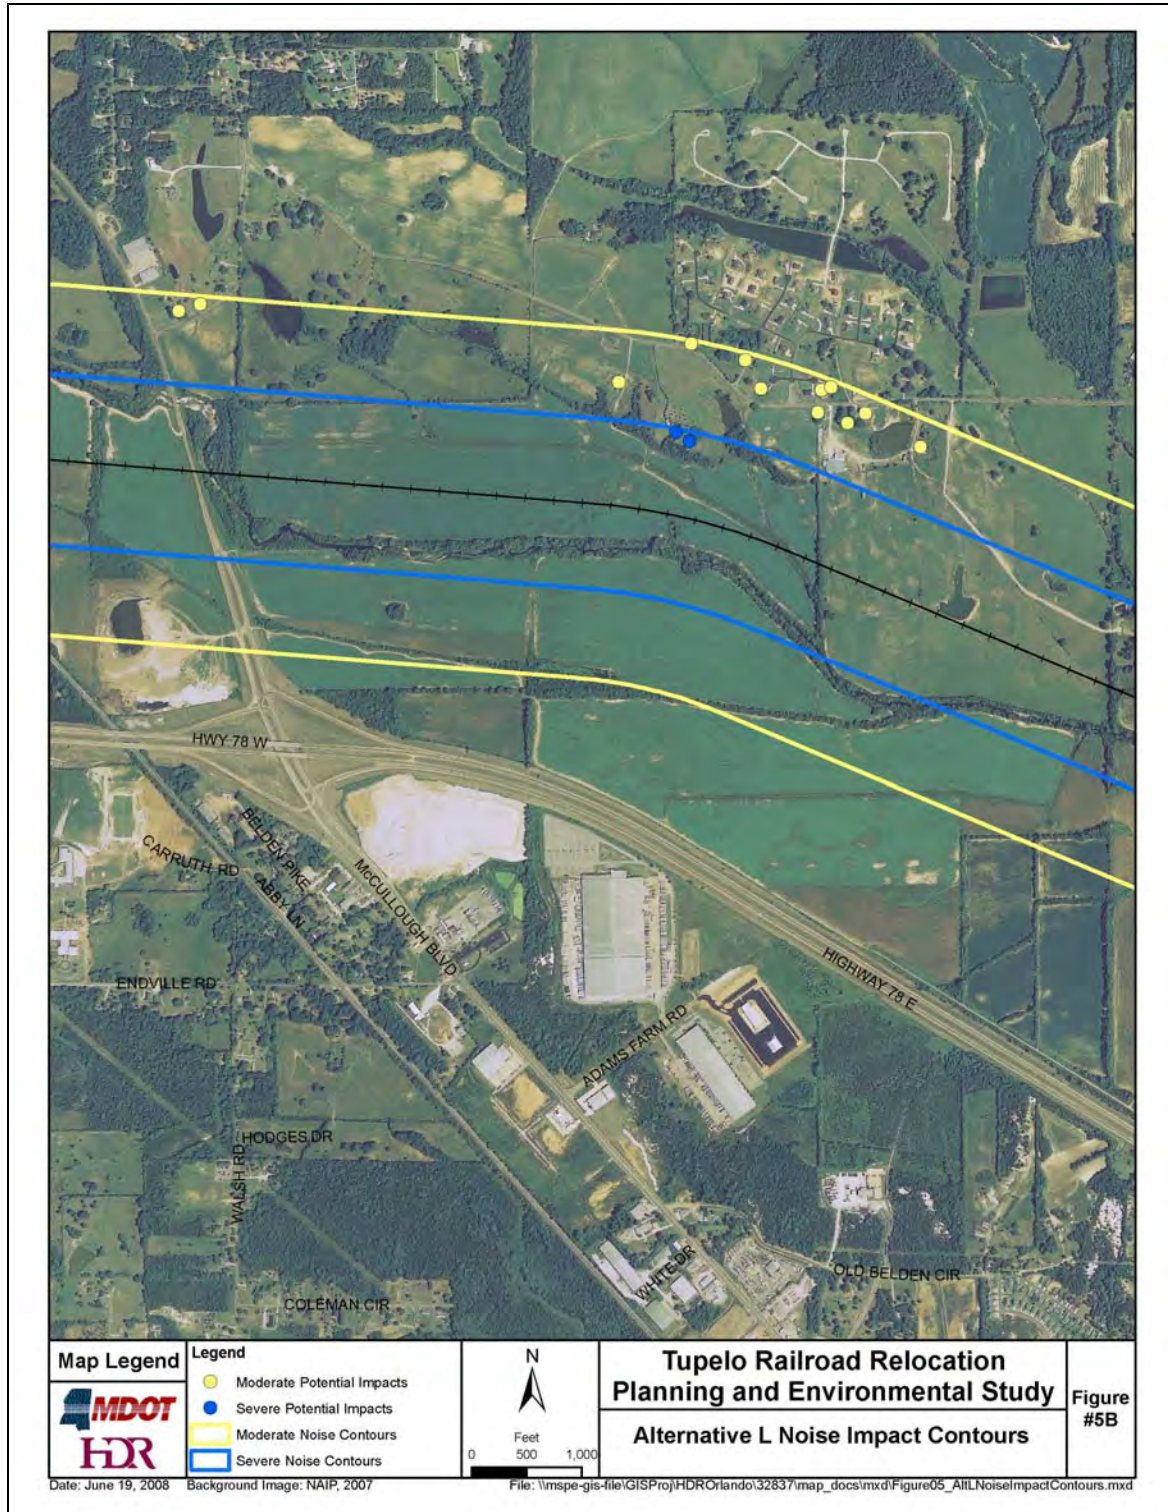 HWY 78 W
BELDEN PIKE
CARRUTH RD
ABBY LN
McCULLOUGH BLVD
ENDVILLE RD
HIGHWAY 78 E
ADAMS FARM RD
HODGES DR
WALSH RD
WHITE DR
OLD BELDEN CIR
COLEMAN CIR
Map Legend
MDOT
HDR
Legend
Moderate Potential Impacts
Severe Potential Impacts
Moderate Noise Contours
Severe Noise Contours
N
Feet
0 500 1,000
Tupelo Railroad Relocation
Planning and Environmental Study
Alternative L Noise Impact Contours
Figure
#5B
Date: June 19, 2008 Background Image: NAIP, 2007 File: \\mspe-gis-file\GISProj\HDROrlando\32837\map_docs\mxd\Figure05_AltLNoiseImpactContours.mxd